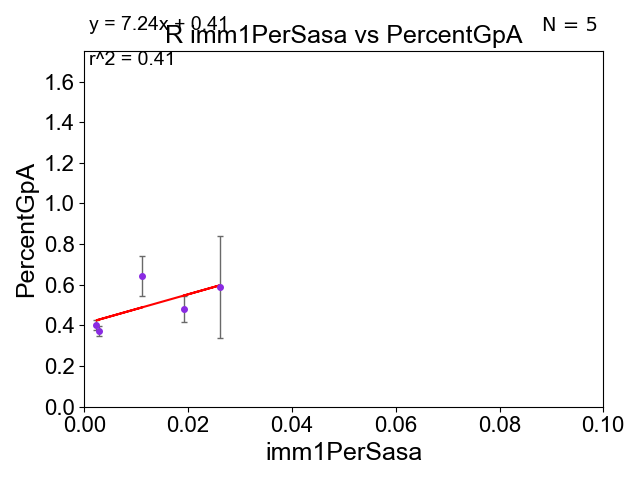 y = 7.24x + 0.41
N = 5
R imm1PerSasa vs PercentGpA
r^2 = 0.41
PercentGpA
1.6
1.4
1.2
1.0
0.8
0.6
0.4
0.2
0.0
0.00 0.02 0.04 0.06 0.08 0.10
imm1PerSasa